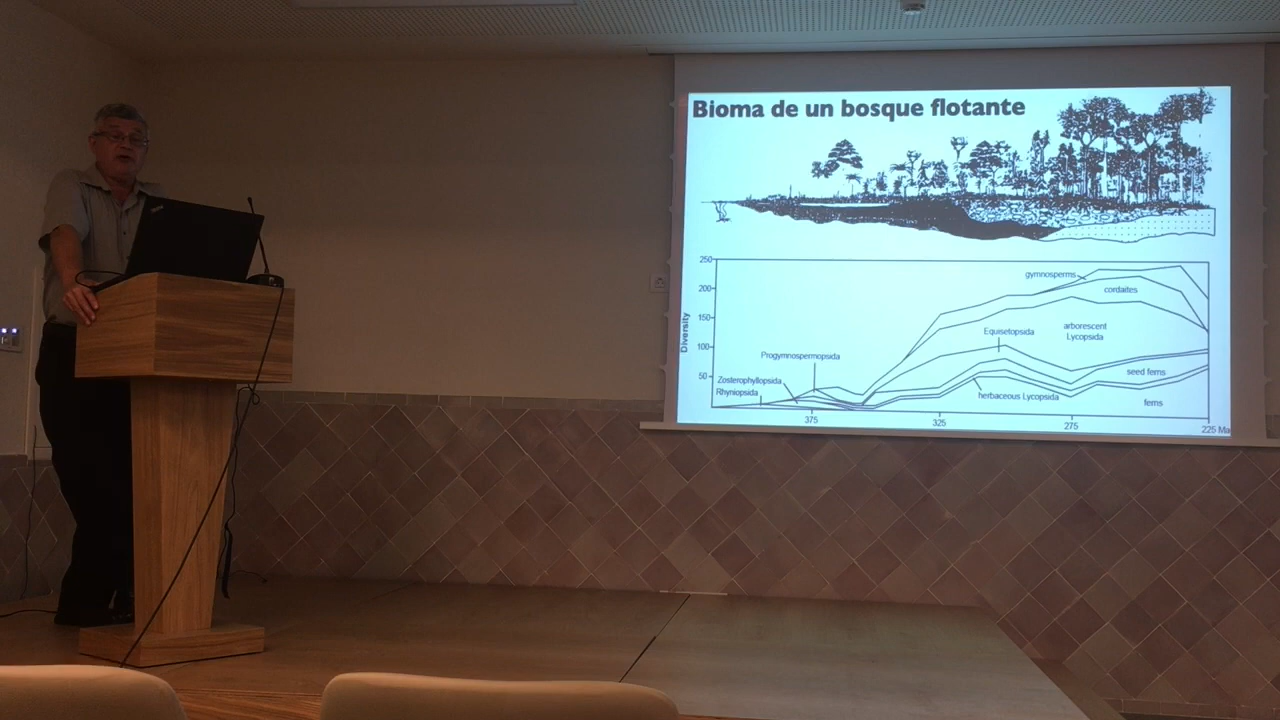 Bioma de un bosque flotante
250
200
150
100
50
Diversity
gymnosperms
cordaites
Equisetopsida
arborescent
Lycopsida
Progymnospermopsida
seed ferns
Zosterophyllopsida
Rhyniopsida
herbaceous Lycopsida
ferns
375
325
275
225 Ma